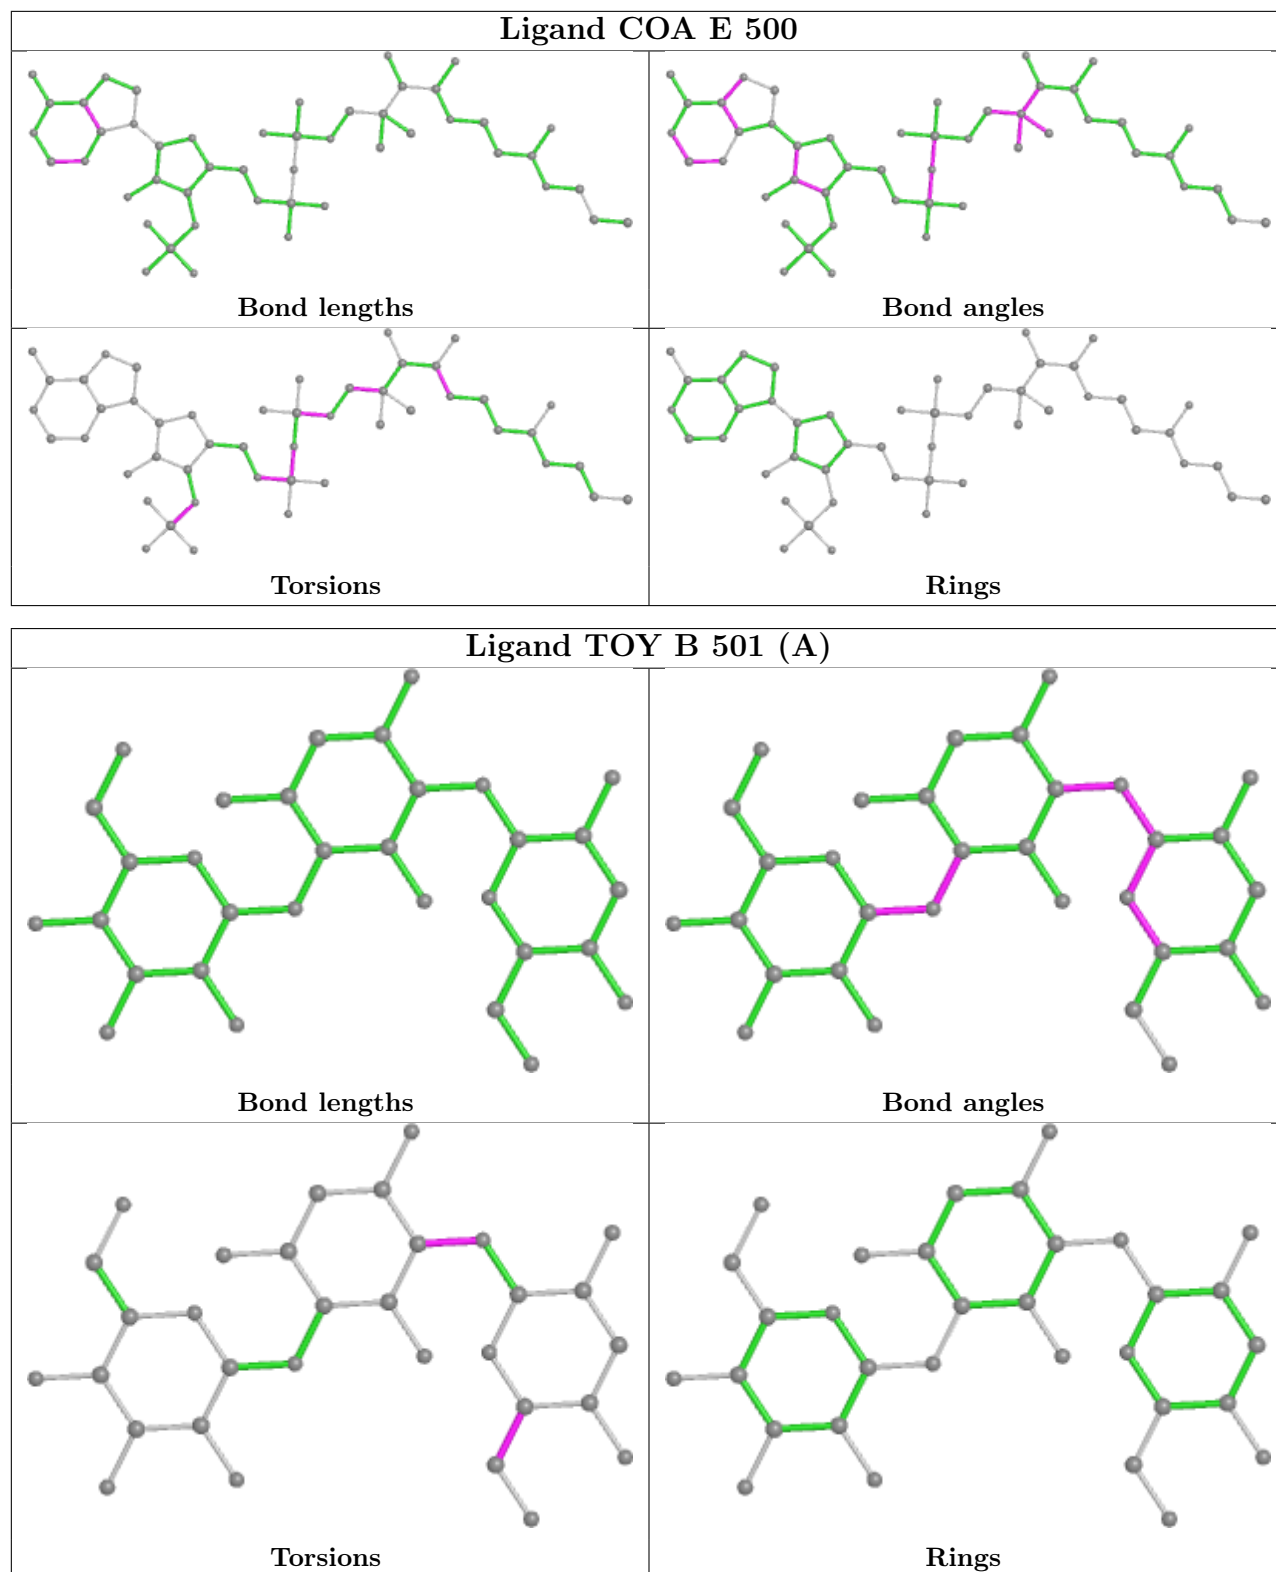 Ligand COA E 500
Bond lengths
Bond angles
Torsions
Rings
Ligand TOY B 501 (A)
Bond lengths
Bond angles
Torsions
Rings